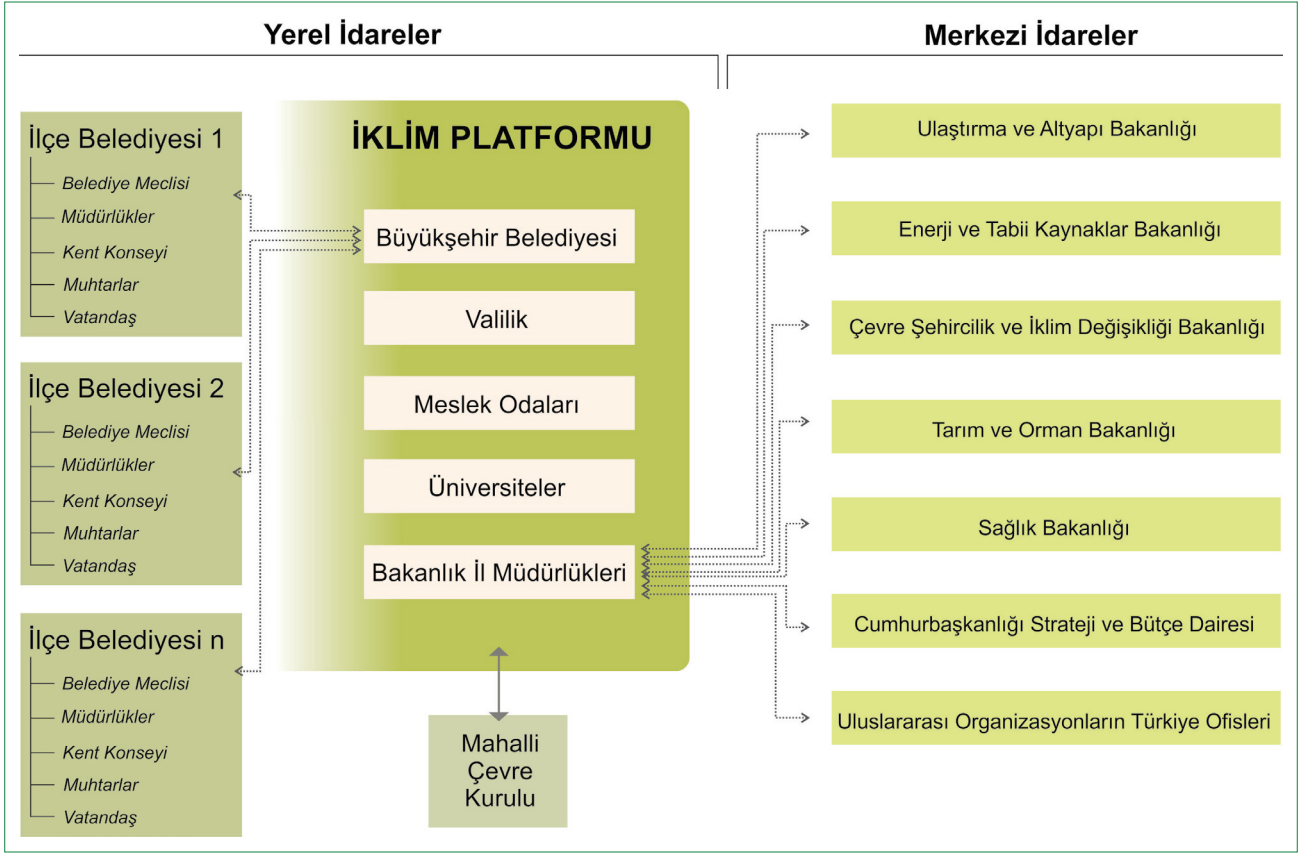 Yerel İdareler
Merkezi İdareler
İlçe Belediyesi 1
Belediye Meclisi
Müdürlükler
Kent Konseyi
Muhtarlar
Vatandaş
İlçe Belediyesi 2
Belediye Meclisi
Müdürlükler
Kent Konseyi
Muhtarlar
Vatandaş
İlçe Belediyesi n
Belediye Meclisi
Müdürlükler
Kent Konseyi
Muhtarlar
Vatandaş
İKLİM PLATFORMU
Büyükşehir Belediyesi
Valilik
Meslek Odaları
Üniversiteler
Bakanlık İl Müdürlükleri
Mahalli
Çevre
Kurulu
Ulaştırma ve Altyapı Bakanlığı
Enerji ve Tabii Kaynaklar Bakanlığı
Çevre Şehircilik ve İklim Değişikliği Bakanlığı
Tarım ve Orman Bakanlığı
Sağlık Bakanlığı
Cumhurbaşkanlığı Strateji ve Bütçe Dairesi
Uluslararası Organizasyonların Türkiye Ofisleri